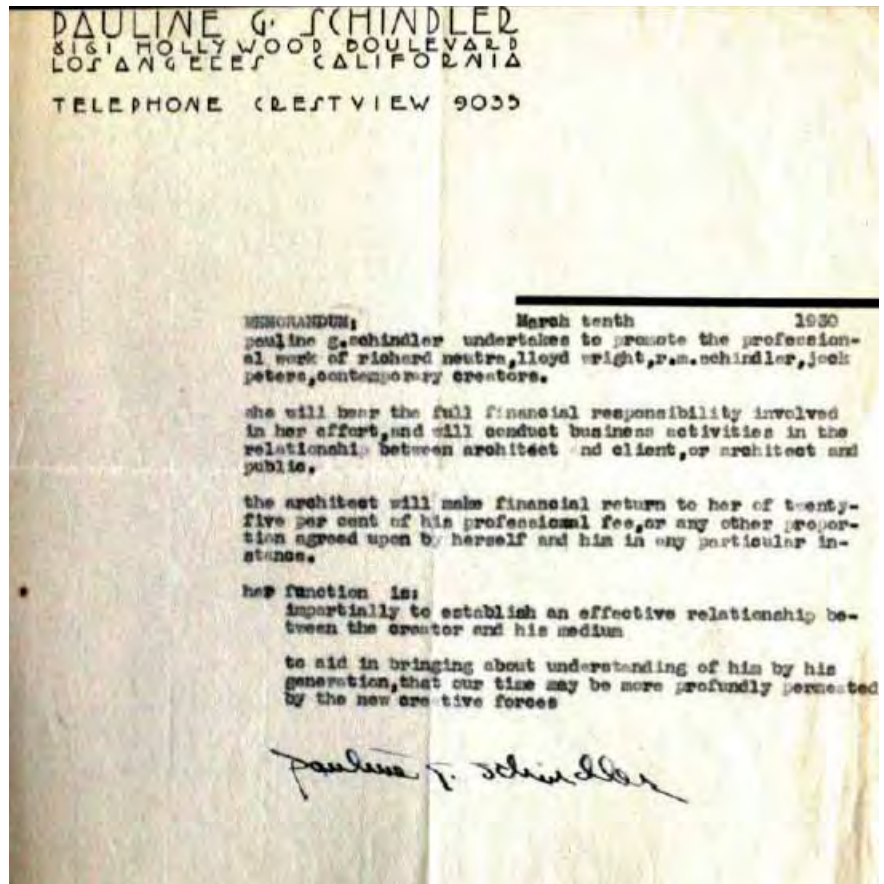 PAULINE G. SCHINDLER
8161 HOLLYWOOD BOULEVARD
LOS ANGELES CALIFORNIA
TELEPHONE CRESTVIEW 9035
MEMORANDUM: March tenth 1930
pauline g.schindler undertakes to promote the profession-
al work of richard neutra,lloyd wright,r.m.schindler,jock
peters,contemporary creators.
she will bear the full financial responsibility involved
in her effort,and will conduct business activities in the
relationship between architect and client,or architect and
public.
the architect will make financial return to her of twenty-
five per cent of his professional fee,or any other propor-
tion agreed upon by herself and him in any particular in-
stance.
her function is:
impartially to establish an effective relationship be-
tween the creator and his medium
to aid in bringing about understanding of him by his
generation,that our time may be more profundly permeated
by the new creative forces
pauline g. schindler